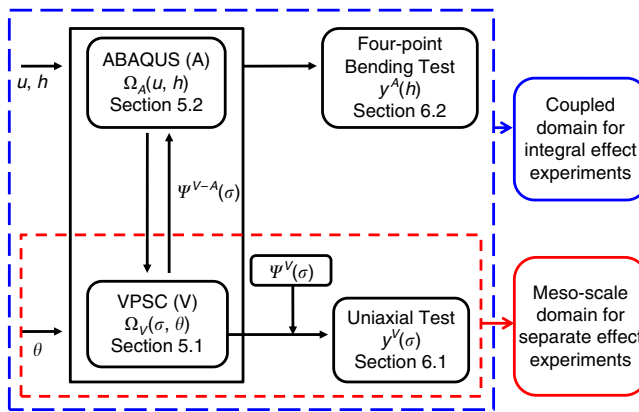 ABAQUS (A)
Ω_A(u, h)
Section 5.2
Four-point
Bending Test
y^A(h)
Section 6.2
u, h
Coupled
domain for
integral effect
experiments
Ψ^{V–A}(σ)
Ψ^V(σ)
VPSC (V)
Ω_V(σ, θ)
Section 5.1
Uniaxial Test
y^V(σ)
Section 6.1
θ
Meso-scale
domain for
separate effect
experiments